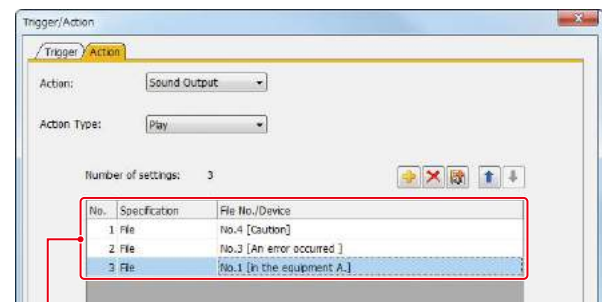 Trigger/Action
Trigger Action
Action: Sound Output
Action Type: Play
Number of settings: 3
No. Specification File No./Device
1 File No.4 [Caution]
2 File No.3 [An error occurred ]
3 File No.1 [in the equipment A.]